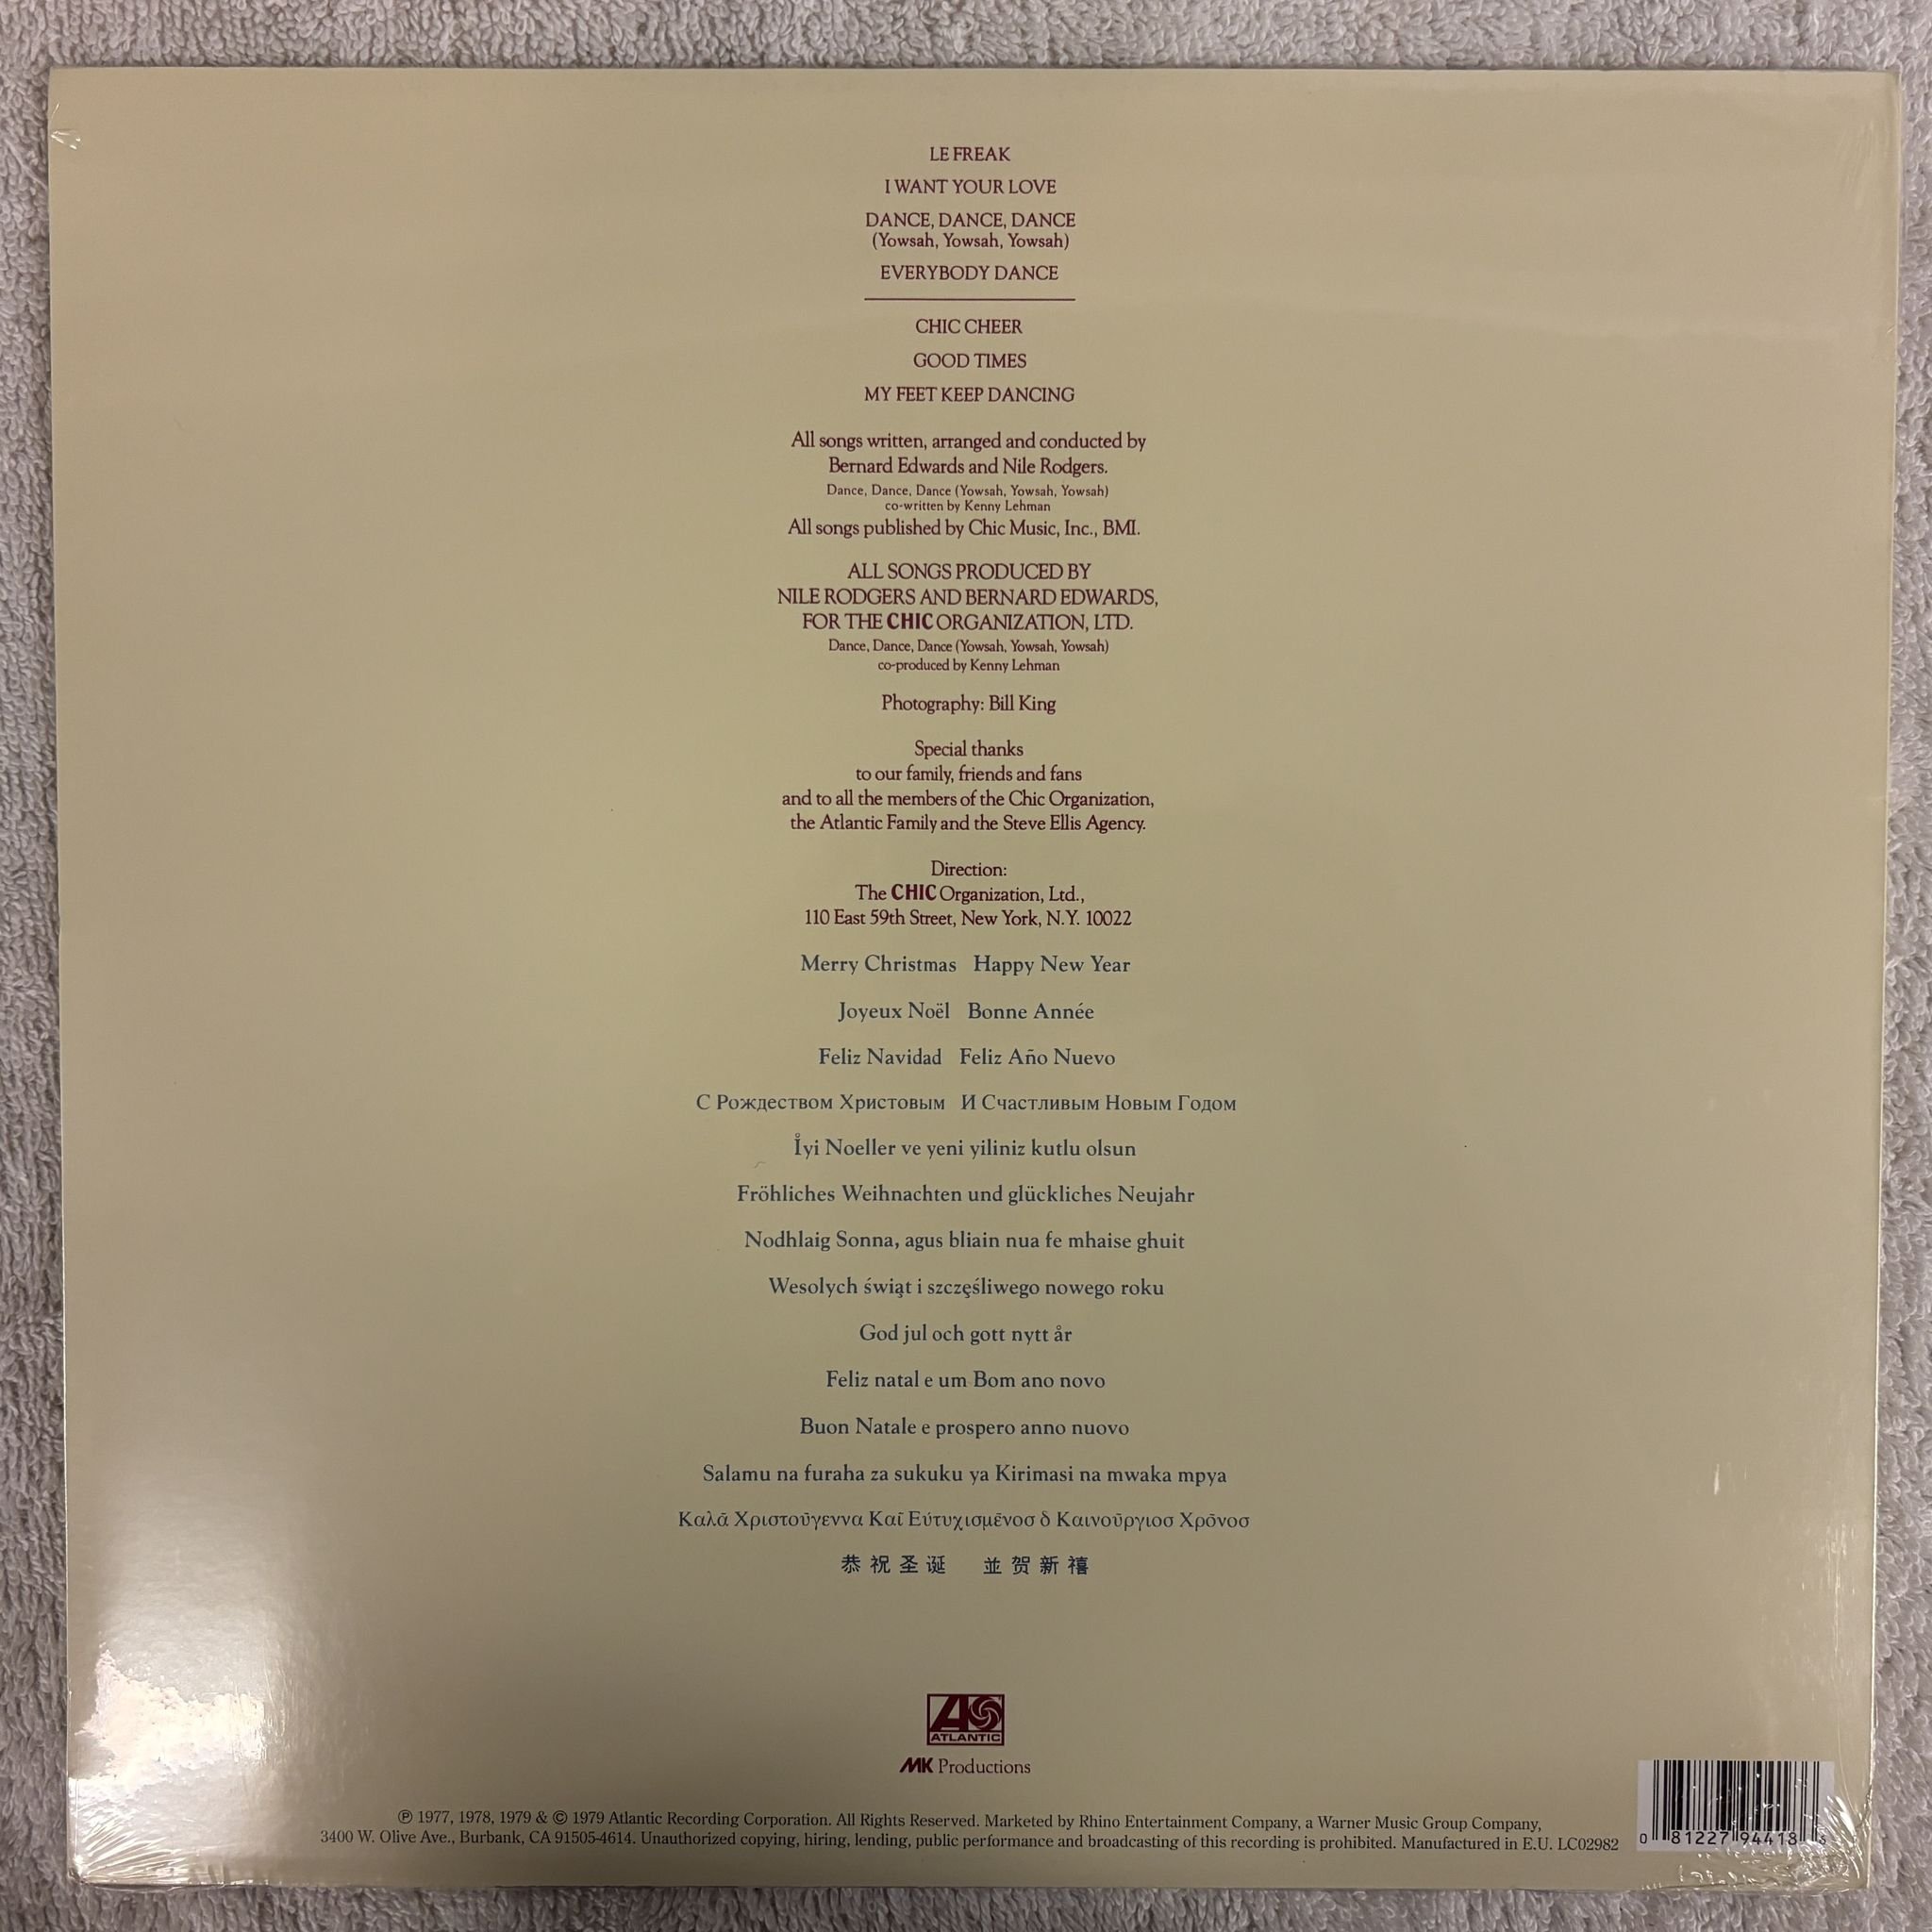 LE FREAK
I WANT YOUR LOVE
DANCE, DANCE, DANCE
(Yowsah, Yowsah, Yowsah)
EVERYBODY DANCE
CHIC CHEER
GOOD TIMES
MY FEET KEEP DANCING
All songs written, arranged and conducted by
Bernard Edwards and Nile Rodgers.
Dance, Dance, Dance (Yowsah, Yowsah, Yowsah)
co-written by Kenny Lehman
All songs published by Chic Music, Inc., BMI.
ALL SONGS PRODUCED BY
NILE RODGERS AND BERNARD EDWARDS,
FOR THE CHIC ORGANIZATION, LTD.
Dance, Dance, Dance (Yowsah, Yowsah, Yowsah)
co-produced by Kenny Lehman
Photography: Bill King
Special thanks
to our family, friends and fans
and to all the members of the Chic Organization,
the Atlantic Family and the Steve Ellis Agency.
Direction:
The CHIC Organization, Ltd.,
110 East 59th Street, New York, N.Y. 10022
Merry Christmas Happy New Year
Joyeux Noël Bonne Année
Feliz Navidad Feliz Año Nuevo
С Рождеством Христовым И Счастливым Новым Годом
I̊yi Noeller ve yeni yiliniz kutlu olsun
Fröhliches Weihnachten und glückliches Neujahr
Nodhlaig Sonna, agus bliain nua fe mhaise ghuit
Wesolych świąt i szczęśliwego nowego roku
God jul och gott nytt år
Feliz natal e um Bom ano novo
Buon Natale e prospero anno nuovo
Salamu na furaha za sukuku ya Kirimasi na mwaka mpya
Καλᾶ Χριστοῦγεννα Καῖ Εύτυχισμε̃νοσ δ Καινοῦργιοσ Χρο̃νοσ
恭祝圣诞 並贺新禧
ATLANTIC
MK Productions
℗ 1977, 1978, 1979 & © 1979 Atlantic Recording Corporation. All Rights Reserved. Marketed by Rhino Entertainment Company, a Warner Music Group Company,
3400 W. Olive Ave., Burbank, CA 91505-4614. Unauthorized copying, hiring, lending, public performance and broadcasting of this recording is prohibited. Manufactured in E.U. LC02982
0 81227 94418 6